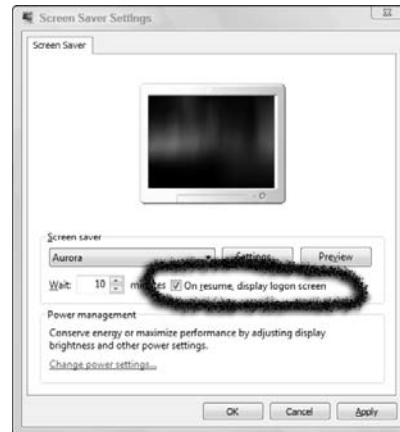 Screen Saver Settings
Screen Saver
Screen saver
Aurora Settings... Preview
Wait: 10 minutes On resume, display logon screen
Power management
Conserve energy or maximize performance by adjusting display
brightness and other power settings.
Change power settings...
OK Cancel Apply